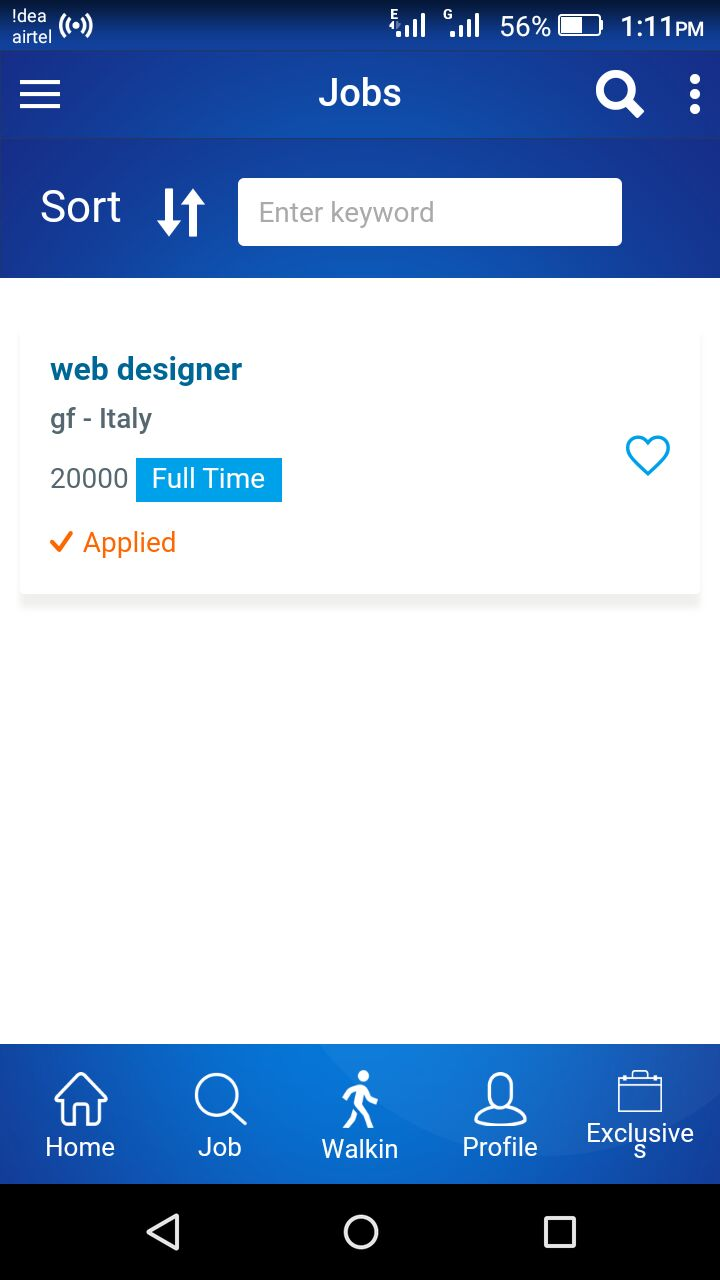 !dea
airtel
E
G
56%
1:11PM
Jobs
Sort
Enter keyword
web designer
gf - Italy
20000 Full Time
Applied
Home
Job
Walkin
Profile
Exclusive
s